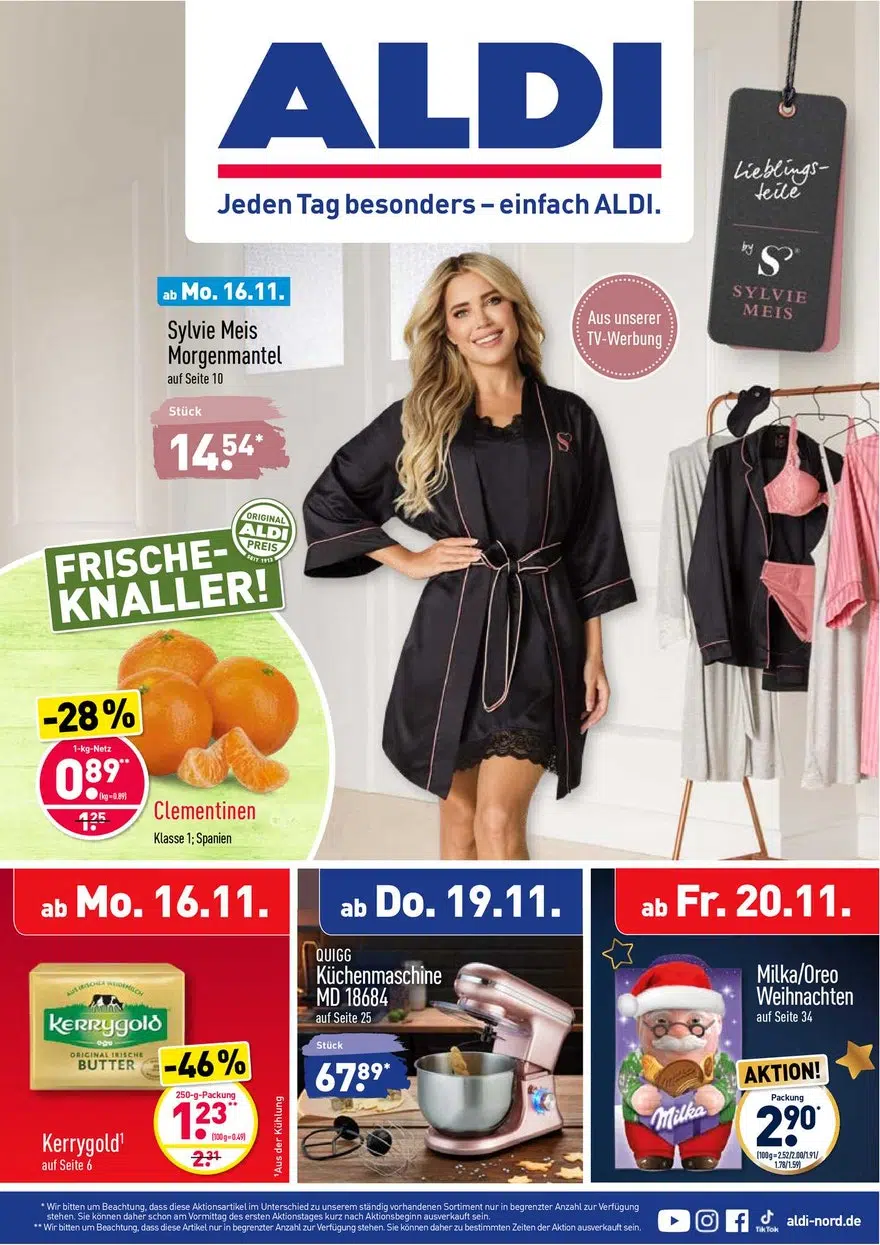 ALDI
Jeden Tag besonders – einfach ALDI.
Lieblings-
teile
by S®
SYLVIE
MEIS
ab Mo. 16.11.
Sylvie Meis
Morgenmantel
auf Seite 10
Stück
14.54*
Aus unserer
TV-Werbung
S
ORIGINAL
ALDI
PREIS
SEIT 1913
FRISCHE-
KNALLER!
-28%
1-kg-Netz
0.89**
(kg=0.89)
1.25
Clementinen
Klasse 1; Spanien
ab Mo. 16.11.
AUS IRISCHER WEIDEMILCH
Kerrygold
ORIGINAL IRISCHE
BUTTER
-46%
250-g-Packung
1.23**
(100g=0.49)
2.31
Kerrygold¹
auf Seite 6
¹Aus der Kühlung
ab Do. 19.11.
QUIGG
Küchenmaschine
MD 18684
auf Seite 25
Stück
67.89*
ab Fr. 20.11.
Milka/Oreo
Weihnachten
auf Seite 34
Milka
AKTION!
Packung
2.90*
(100g=2.52/2.00/1.91/
1.78/1.59)
* Wir bitten um Beachtung, dass diese Aktionsartikel im Unterschied zu unserem ständig vorhandenen Sortiment nur in begrenzter Anzahl zur Verfügung
stehen. Sie können daher schon am Vormittag des ersten Aktionstages kurz nach Aktionsbeginn ausverkauft sein.
** Wir bitten um Beachtung, dass diese Artikel nur in begrenzter Anzahl zur Verfügung stehen. Sie können daher zu bestimmten Zeiten der Aktion ausverkauft sein.
TikTok
aldi-nord.de